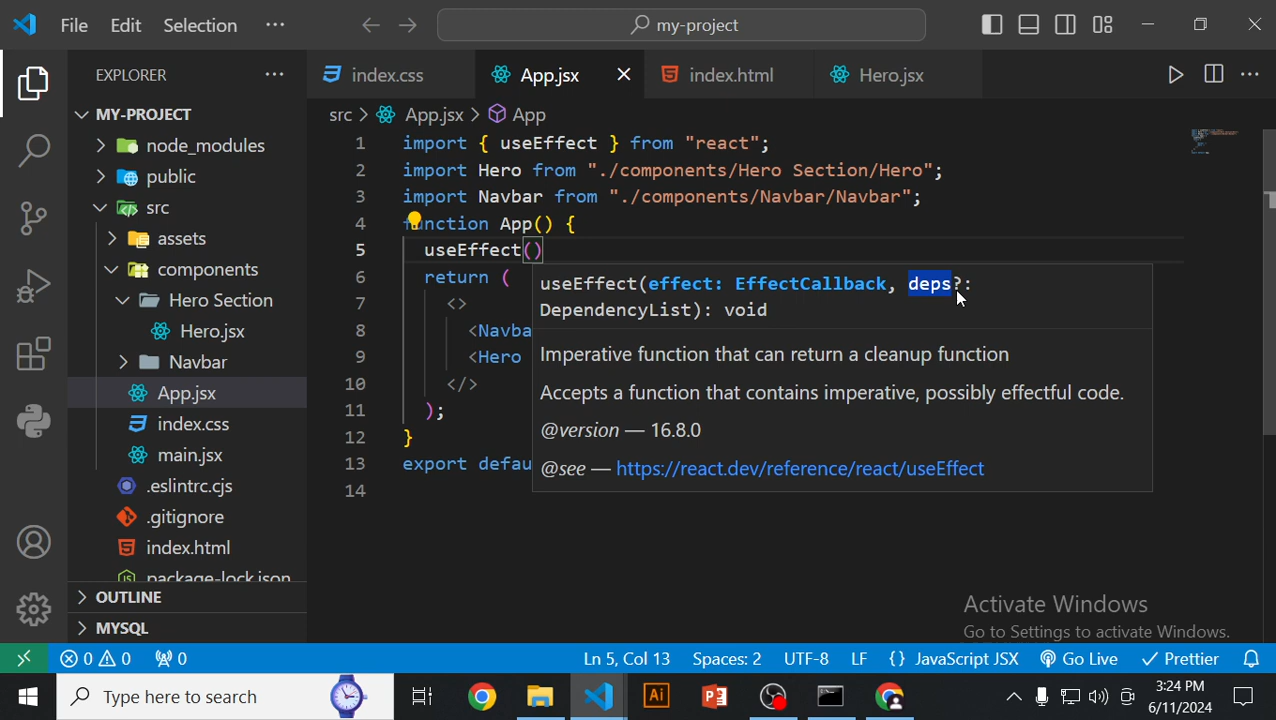 File Edit Selection ··· my-project
EXPLORER ···
index.css App.jsx index.html Hero.jsx ···
MY-PROJECT
node_modules
public
src
assets
components
Hero Section
Hero.jsx
Navbar
App.jsx
index.css
main.jsx
.eslintrc.cjs
.gitignore
index.html
package-lock.json
OUTLINE
MYSQL
src > App.jsx > App
1 import { useEffect } from "react";
2 import Hero from "./components/Hero Section/Hero";
3 import Navbar from "./components/Navbar/Navbar";
4 function App() {
5 useEffect()
6 return (
7 <>
8 <Navba
9 <Hero
10 </>
11 );
12 }
13 export defau
14
useEffect(effect: EffectCallback, deps?:
DependencyList): void
Imperative function that can return a cleanup function
Accepts a function that contains imperative, possibly effectful code.
@version — 16.8.0
@see — https://react.dev/reference/react/useEffect
Activate Windows
Go to Settings to activate Windows.
0 0 0 Ln 5, Col 13 Spaces: 2 UTF-8 LF {} JavaScript JSX Go Live Prettier
Type here to search
Ai
P
3:24 PM
6/11/2024